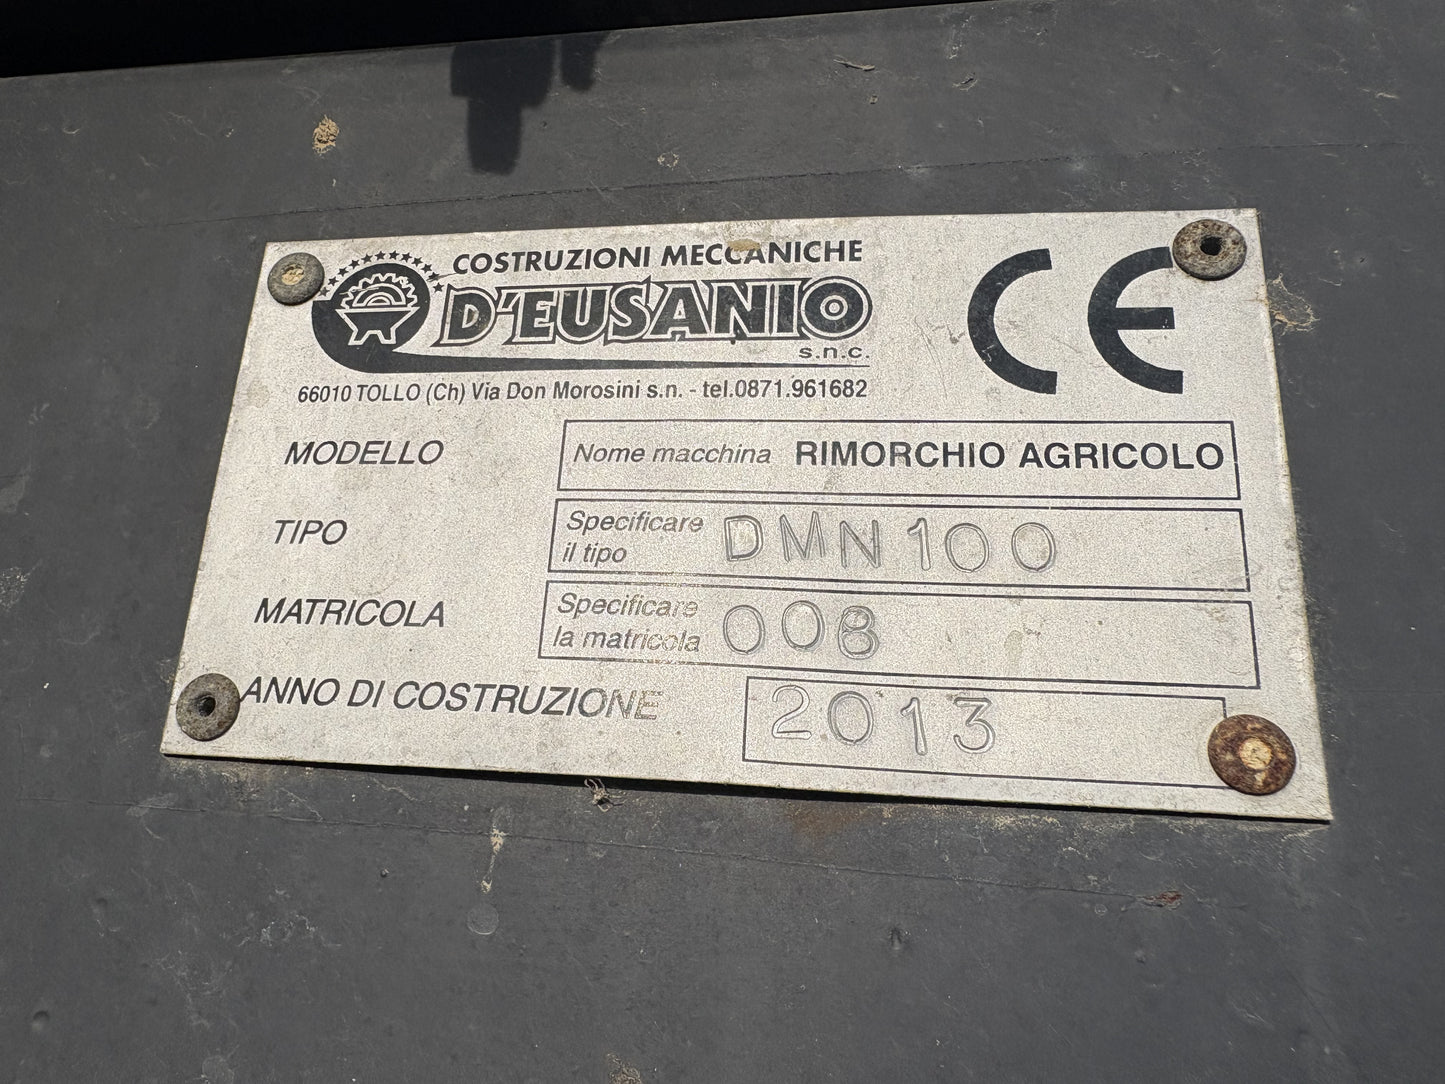 COSTRUZIONI MECCANICHE
D'EUSANIO
s.n.c.
66010 TOLLO (Ch) Via Don Morosini s.n. - tel.0871.961682
CE
MODELLO Nome macchina RIMORCHIO AGRICOLO
TIPO Specificare il tipo DMN100
MATRICOLA Specificare la matricola 008
ANNO DI COSTRUZIONE 2013